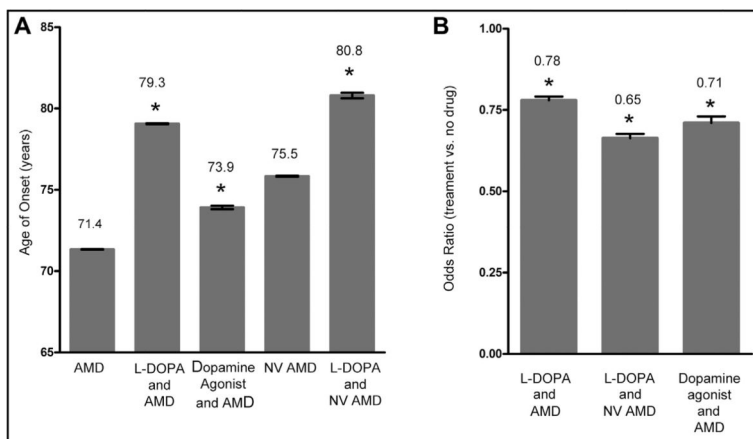 A
Age of Onset (years)
85
80
75
70
65
71.4
79.3
*
73.9
*
75.5
80.8
*
AMD
L-DOPA
and
AMD
Dopamine
Agonist
and AMD
NV AMD
L-DOPA
and
NV AMD
B
Odds Ratio (treament vs. no drug)
1.00
0.75
0.50
0.25
0.00
0.78
*
0.65
*
0.71
*
L-DOPA
and
AMD
L-DOPA
and
NV AMD
Dopamine
agonist
and
AMD